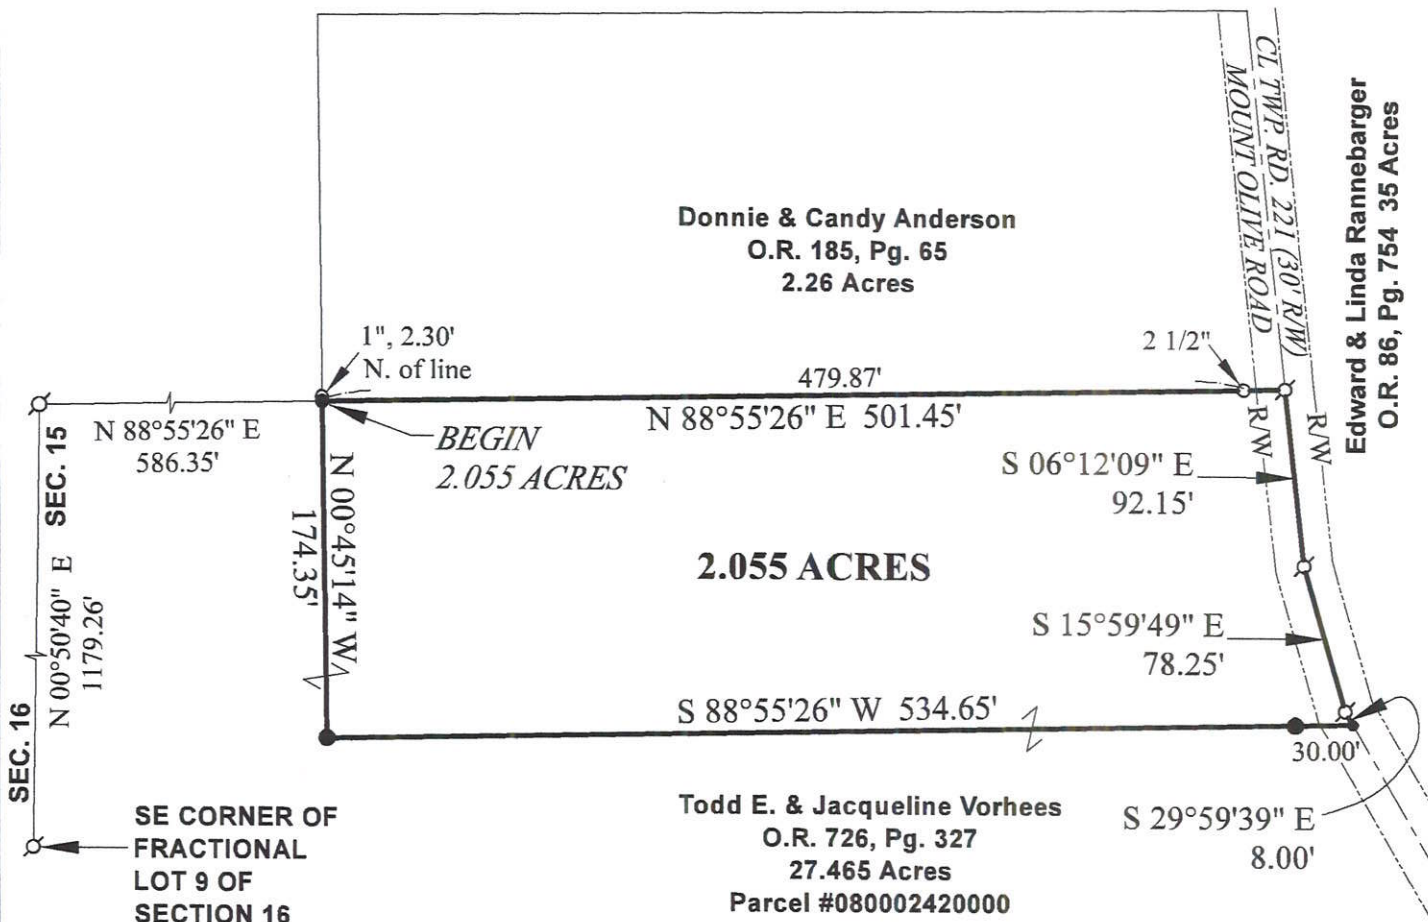 CL TWP. RD. 221 (30' R/W)
MOUNT OLIVE ROAD
Edward & Linda Rannebarger
O.R. 86, Pg. 754  35 Acres
Donnie & Candy Anderson
O.R. 185, Pg. 65
2.26 Acres
1", 2.30'
N. of line
2 1/2"
479.87'
N 88°55'26" E  501.45'
N 88°55'26" E
586.35'
BEGIN
2.055 ACRES
R/W
R/W
SEC. 15
SEC. 16
N 00°50'40"  E
1179.26'
N 00°45'14" W
174.35'
S 06°12'09" E
92.15'
2.055 ACRES
S 15°59'49" E
78.25'
S 88°55'26" W  534.65'
30.00'
S 29°59'39" E
8.00'
SE CORNER OF
FRACTIONAL
LOT 9 OF
SECTION 16
Todd E. & Jacqueline Vorhees
O.R. 726, Pg. 327
27.465 Acres
Parcel #080002420000